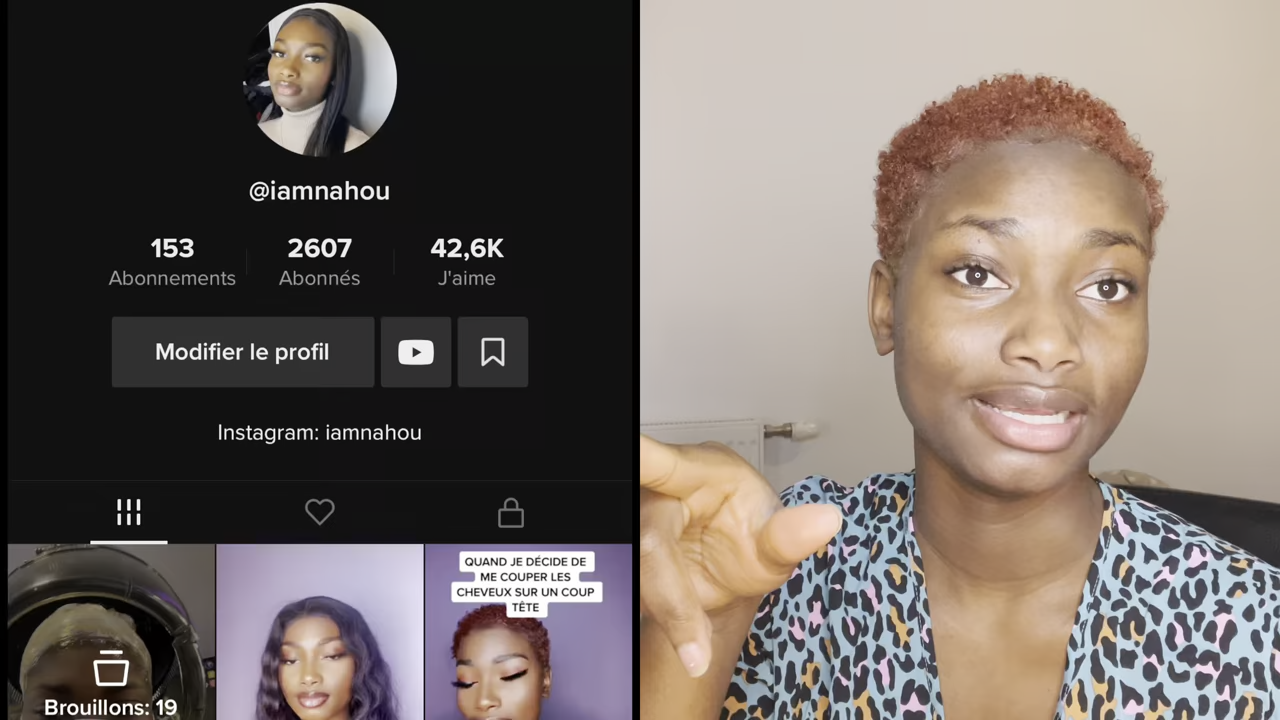 @iamnahou
153 2607 42,6K
Abonnements Abonnés J'aime
Modifier le profil
Instagram: iamnahou
QUAND JE DÉCIDE DE
ME COUPER LES
CHEVEUX SUR UN COUP
TÊTE
Brouillons: 19